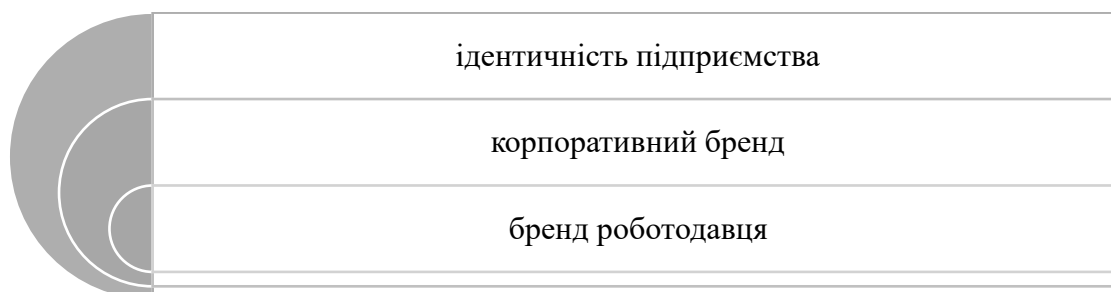 ідентичність підприємства
корпоративний бренд
бренд роботодавця